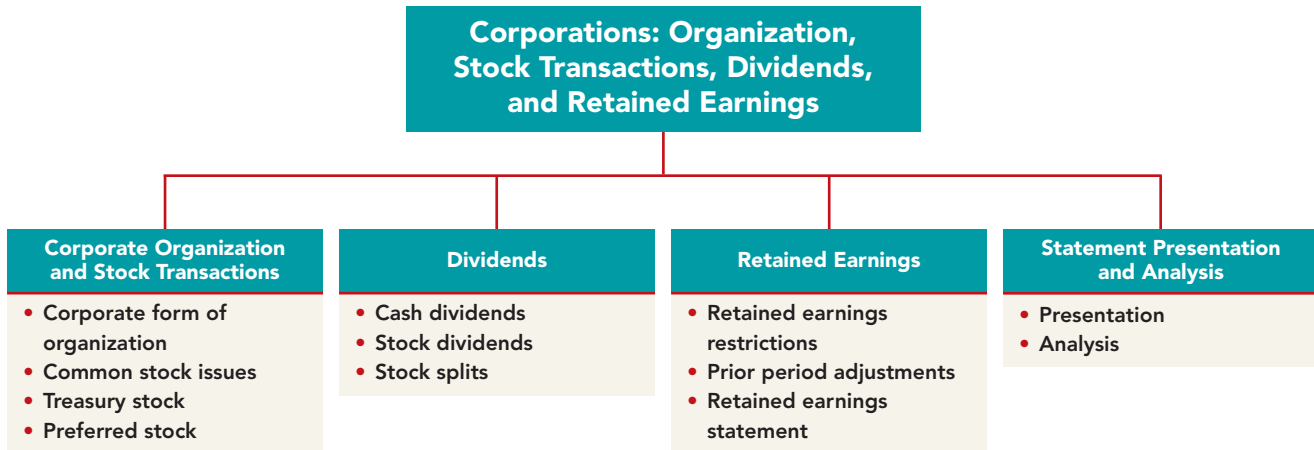 Corporations: Organization,
Stock Transactions, Dividends,
and Retained Earnings
Corporate Organization
and Stock Transactions
• Corporate form of
organization
• Common stock issues
• Treasury stock
• Preferred stock
Dividends
• Cash dividends
• Stock dividends
• Stock splits
Retained Earnings
• Retained earnings
restrictions
• Prior period adjustments
• Retained earnings
statement
Statement Presentation
and Analysis
• Presentation
• Analysis